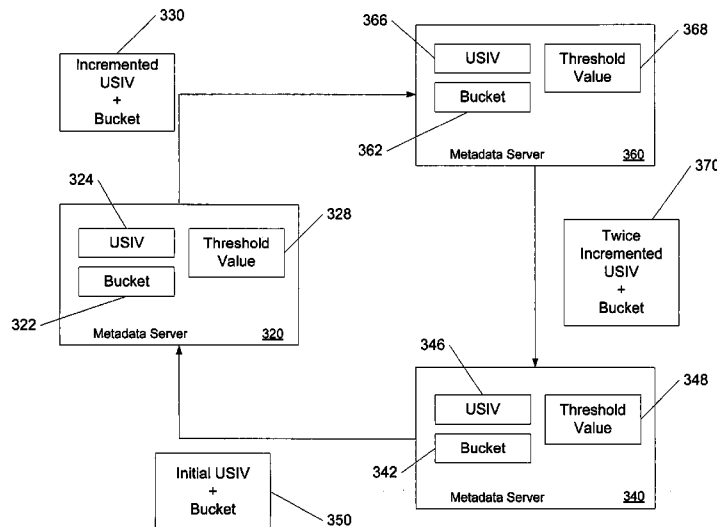 330
Incremented
USIV
+
Bucket
366
368
USIV
Threshold
Value
Bucket
362
Metadata Server
360
324
328
370
USIV
Threshold
Value
Bucket
322
Metadata Server
320
Twice
Incremented
USIV
+
Bucket
346
348
USIV
Threshold
Value
Bucket
342
Metadata Server
340
Initial USIV
+
Bucket
350